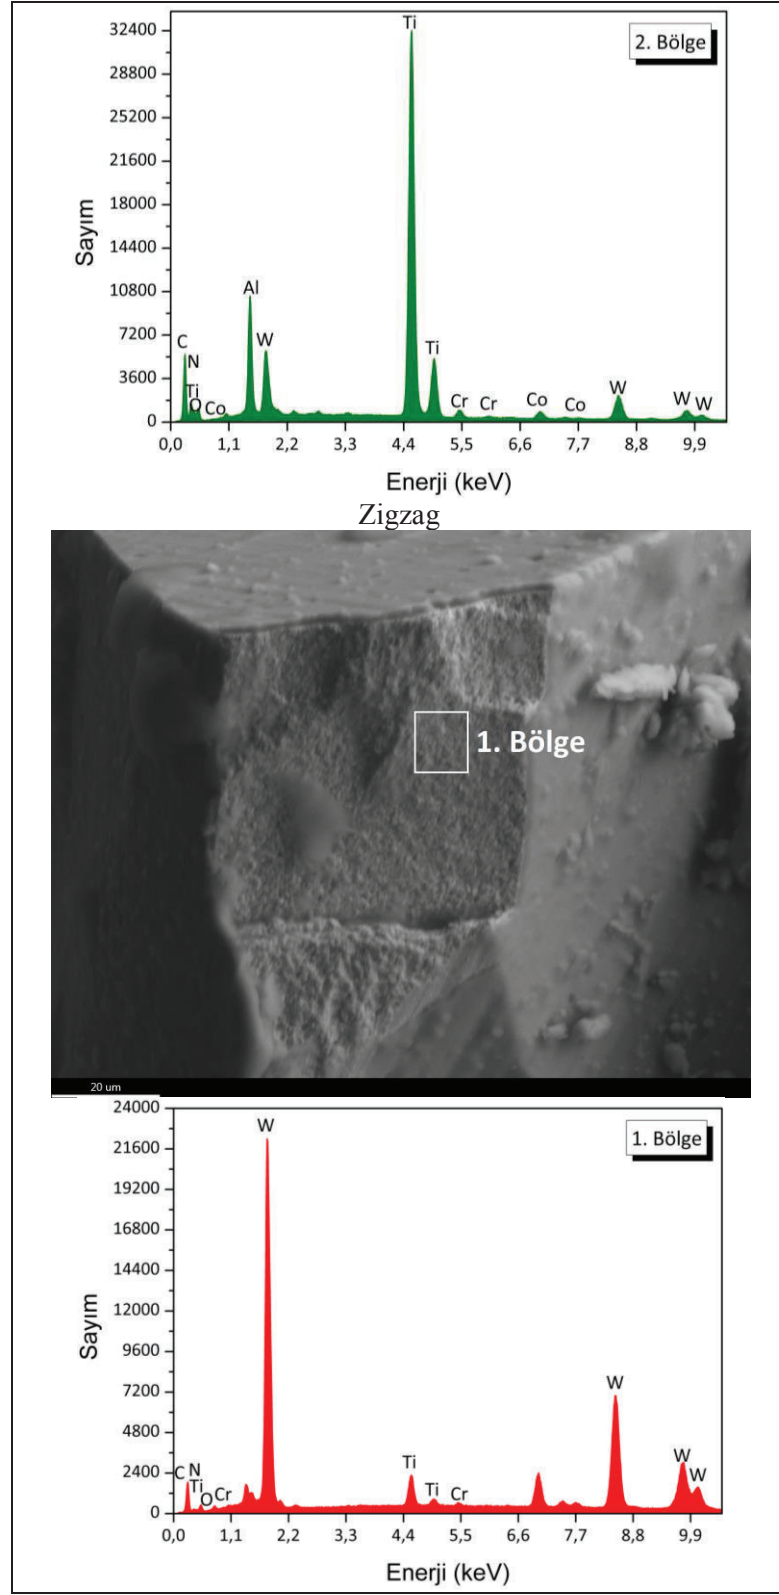 2. Bölge
Ti
Al
C
W
N
Ti
Ti
O
Co
Cr
Cr
Co
Co
W
W
W
32400
28800
25200
21600
18000
14400
10800
7200
3600
0
Sayım
0,0 1,1 2,2 3,3 4,4 5,5 6,6 7,7 8,8 9,9
Enerji (keV)
Zigzag
1. Bölge
20 um
1. Bölge
W
W
W
W
C
N
Ti
O
Cr
Ti
Ti
Cr
24000
21600
19200
16800
14400
12000
9600
7200
4800
2400
0
Sayım
0,0 1,1 2,2 3,3 4,4 5,5 6,6 7,7 8,8 9,9
Enerji (keV)